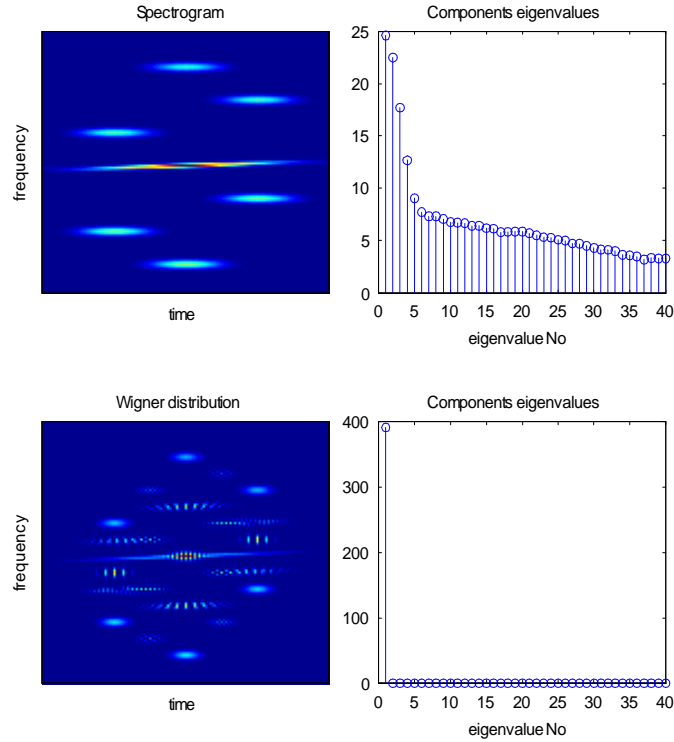 Spectrogram
frequency
time
Components eigenvalues
25
20
15
10
5
0
0 5 10 15 20 25 30 35 40
eigenvalue No
Wigner distribution
frequency
time
Components eigenvalues
400
300
200
100
0
0 5 10 15 20 25 30 35 40
eigenvalue No